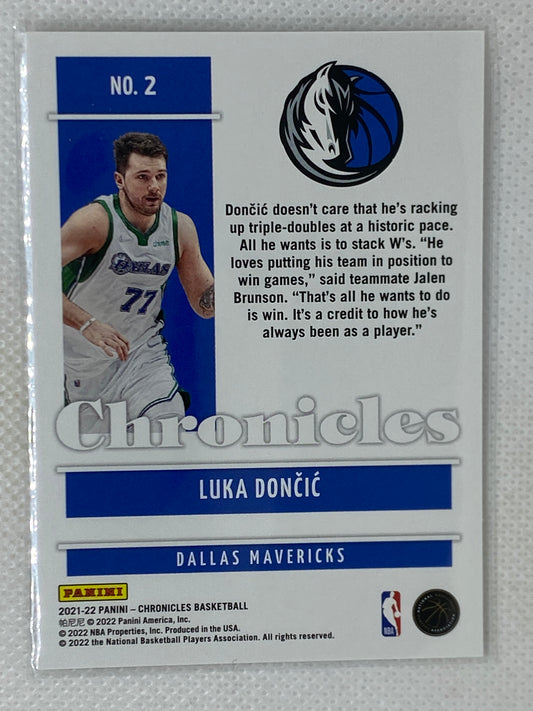 NO. 2
Dončić doesn't care that he's racking
up triple-doubles at a historic pace.
All he wants is to stack W's. “He
loves putting his team in position to
win games,” said teammate Jalen
Brunson. “That's all he wants to do
is win. It's a credit to how he's
always been as a player.”
DALLAS
77
Chronicles
LUKA DONČIĆ
DALLAS MAVERICKS
PANINI
2021-22 PANINI – CHRONICLES BASKETBALL
帕尼尼 © 2022 Panini America, Inc.
© 2022 NBA Properties, Inc. Produced in the USA.
© 2022 the National Basketball Players Association. All rights reserved.
NBA